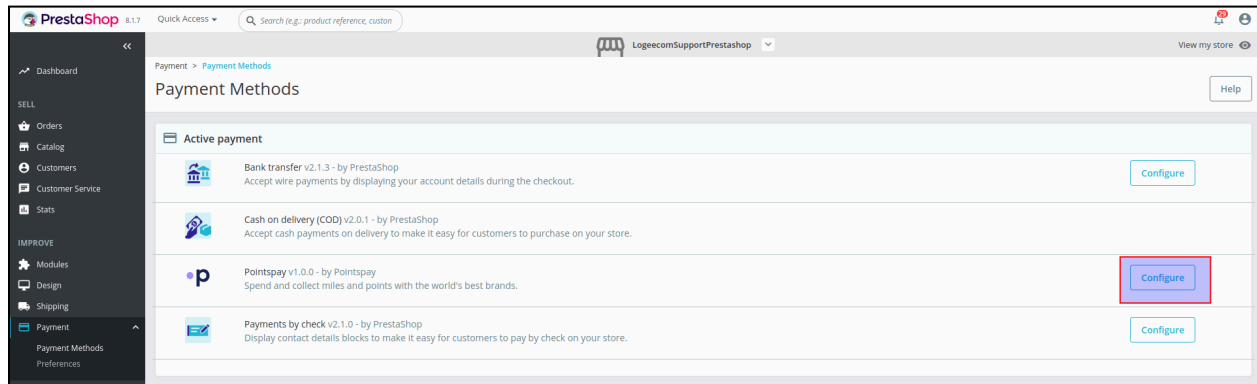 PrestaShop 8.1.7 Quick Access Search (e.g.: product reference, custon 29
LogeecomSupportPrestashop View my store
Dashboard
SELL
Orders
Catalog
Customers
Customer Service
Stats
IMPROVE
Modules
Design
Shipping
Payment
Payment Methods
Preferences
Payment > Payment Methods
Payment Methods
Help
Active payment
Bank transfer v2.1.3 - by PrestaShop
Accept wire payments by displaying your account details during the checkout.
Configure
Cash on delivery (COD) v2.0.1 - by PrestaShop
Accept cash payments on delivery to make it easy for customers to purchase on your store.
Pointspay v1.0.0 - by Pointspay
Spend and collect miles and points with the world's best brands.
Configure
Payments by check v2.1.0 - by PrestaShop
Display contact details blocks to make it easy for customers to pay by check on your store.
Configure